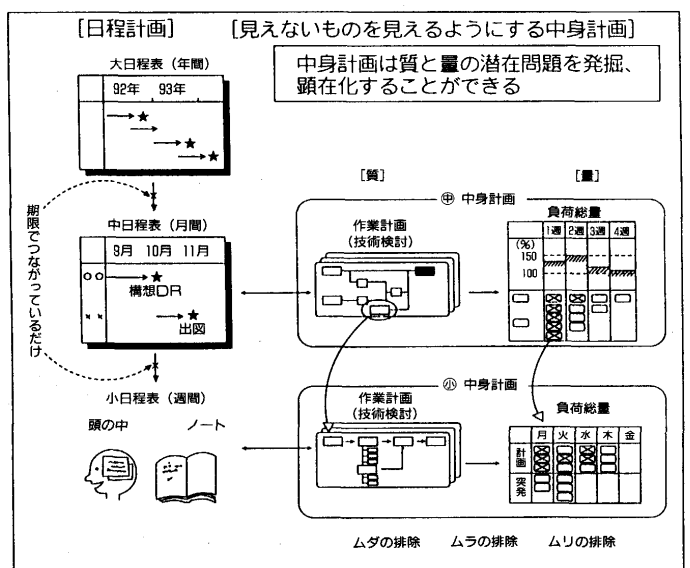 [日程計画]
[見えないものを見えるようにする中身計画]
大日程表(年間)
92年 93年
中身計画は質と量の潜在問題を発掘、
顕在化することができる
期限でつながっているだけ
中日程表(月間)
9月 10月 11月
構想DR
出図
小日程表(週間)
頭の中 ノート
[質] [量]
㊥ 中身計画
作業計画
(技術検討)
負荷総量
1週 2週 3週 4週
(%)
150
100
㊙ 中身計画
作業計画
(技術検討)
負荷総量
月 火 水 木 金
計画
突発
ムダの排除 ムラの排除 ムリの排除